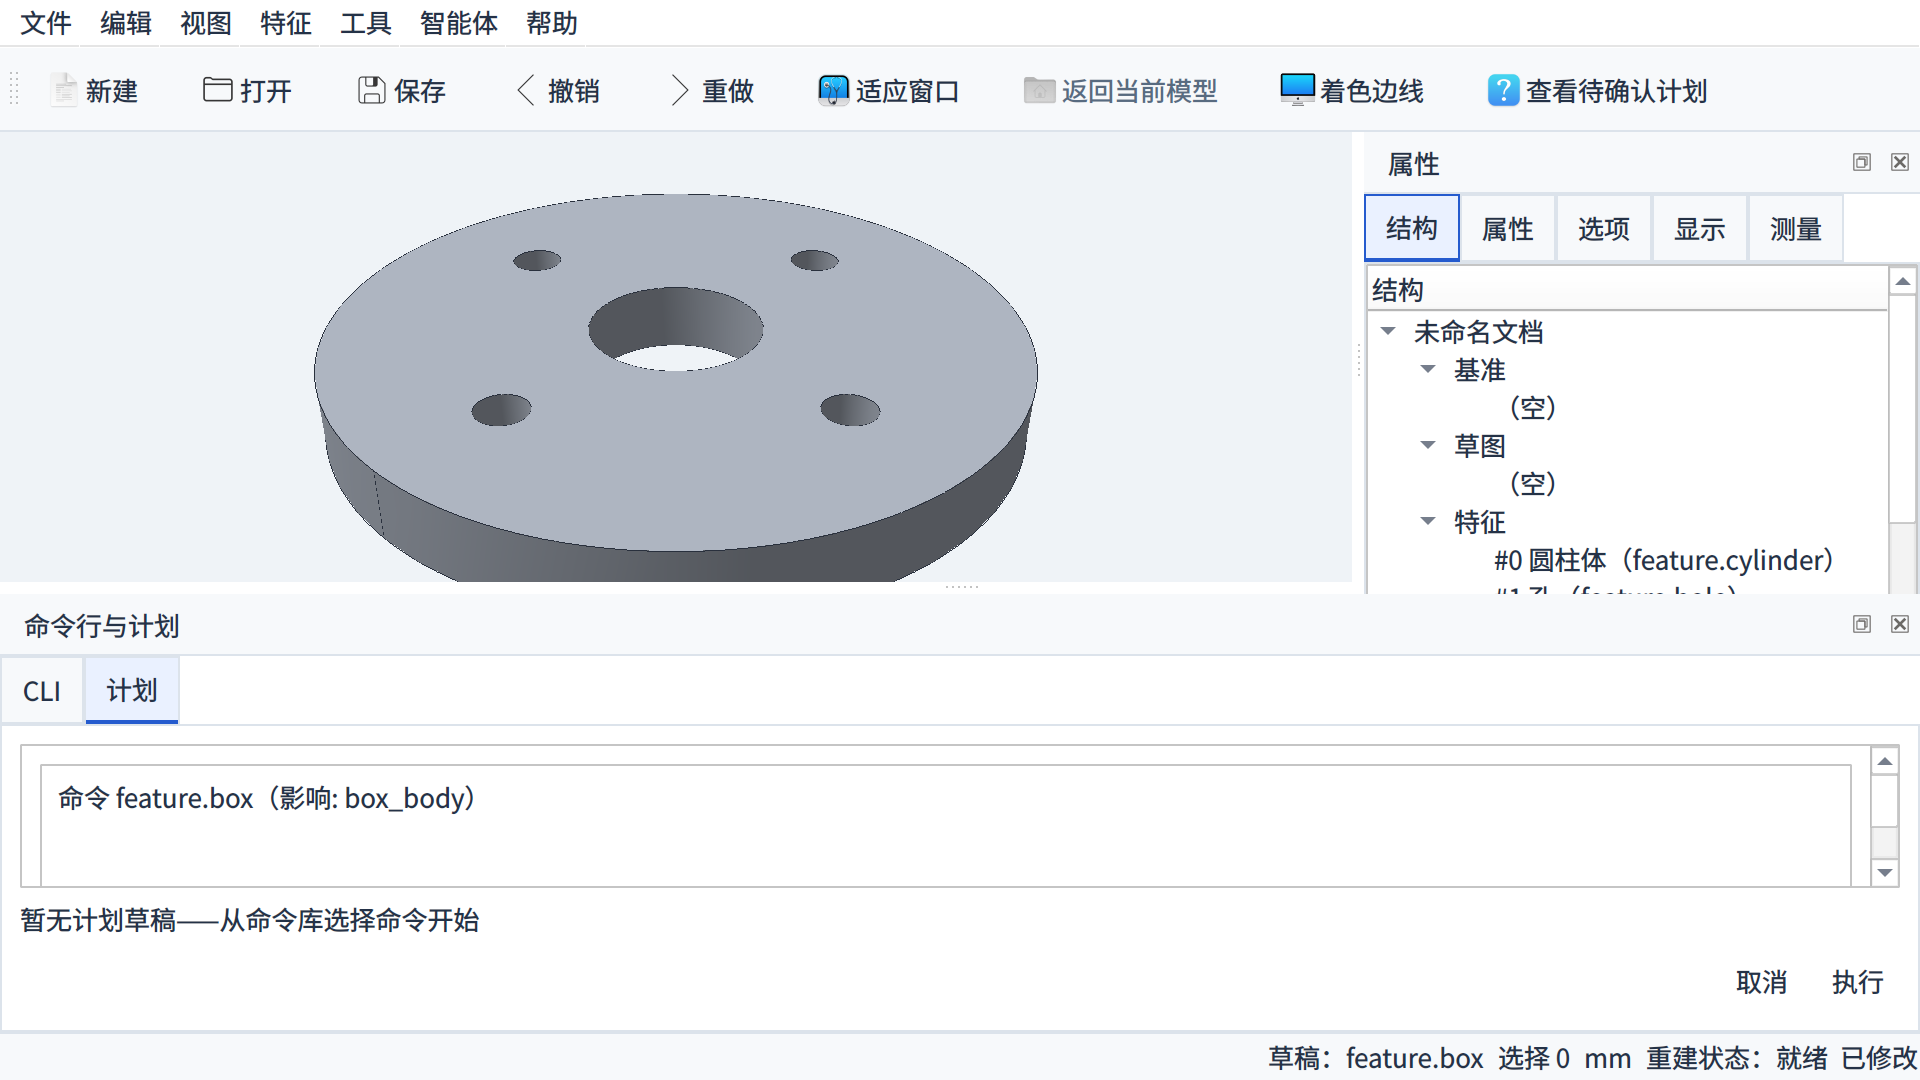 文件 编辑 视图 特征 工具 智能体 帮助
新建 打开 保存 撤销 重做 适应窗口 返回当前模型 着色边线 查看待确认计划
属性
结构 属性 选项 显示 测量
结构
未命名文档
基准
（空）
草图
（空）
特征
#0 圆柱体（feature.cylinder）
#1 孔（feature.hole）
命令行与计划
CLI 计划
命令 feature.box（影响: box_body）
暂无计划草稿——从命令库选择命令开始
取消 执行
草稿：feature.box 选择 0 mm 重建状态：就绪 已修改